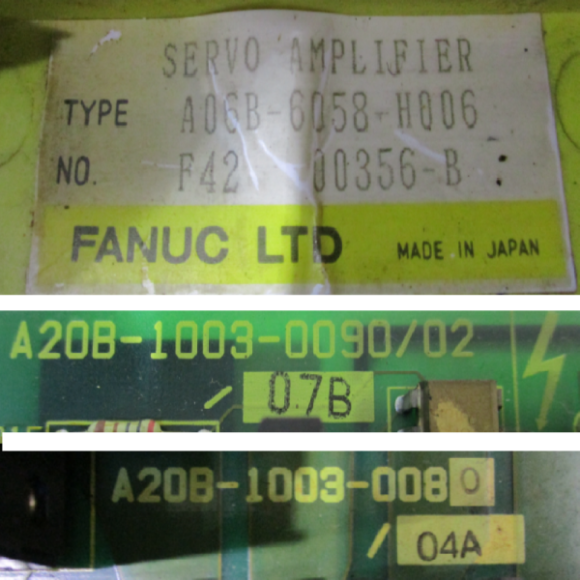 SERVO AMPLIFIER
TYPE A06B-6058-H006
NO. F42 00356-B
FANUC LTD MADE IN JAPAN
A20B-1003-0090/02
/ 07B
A20B-1003-0080
/ 04A